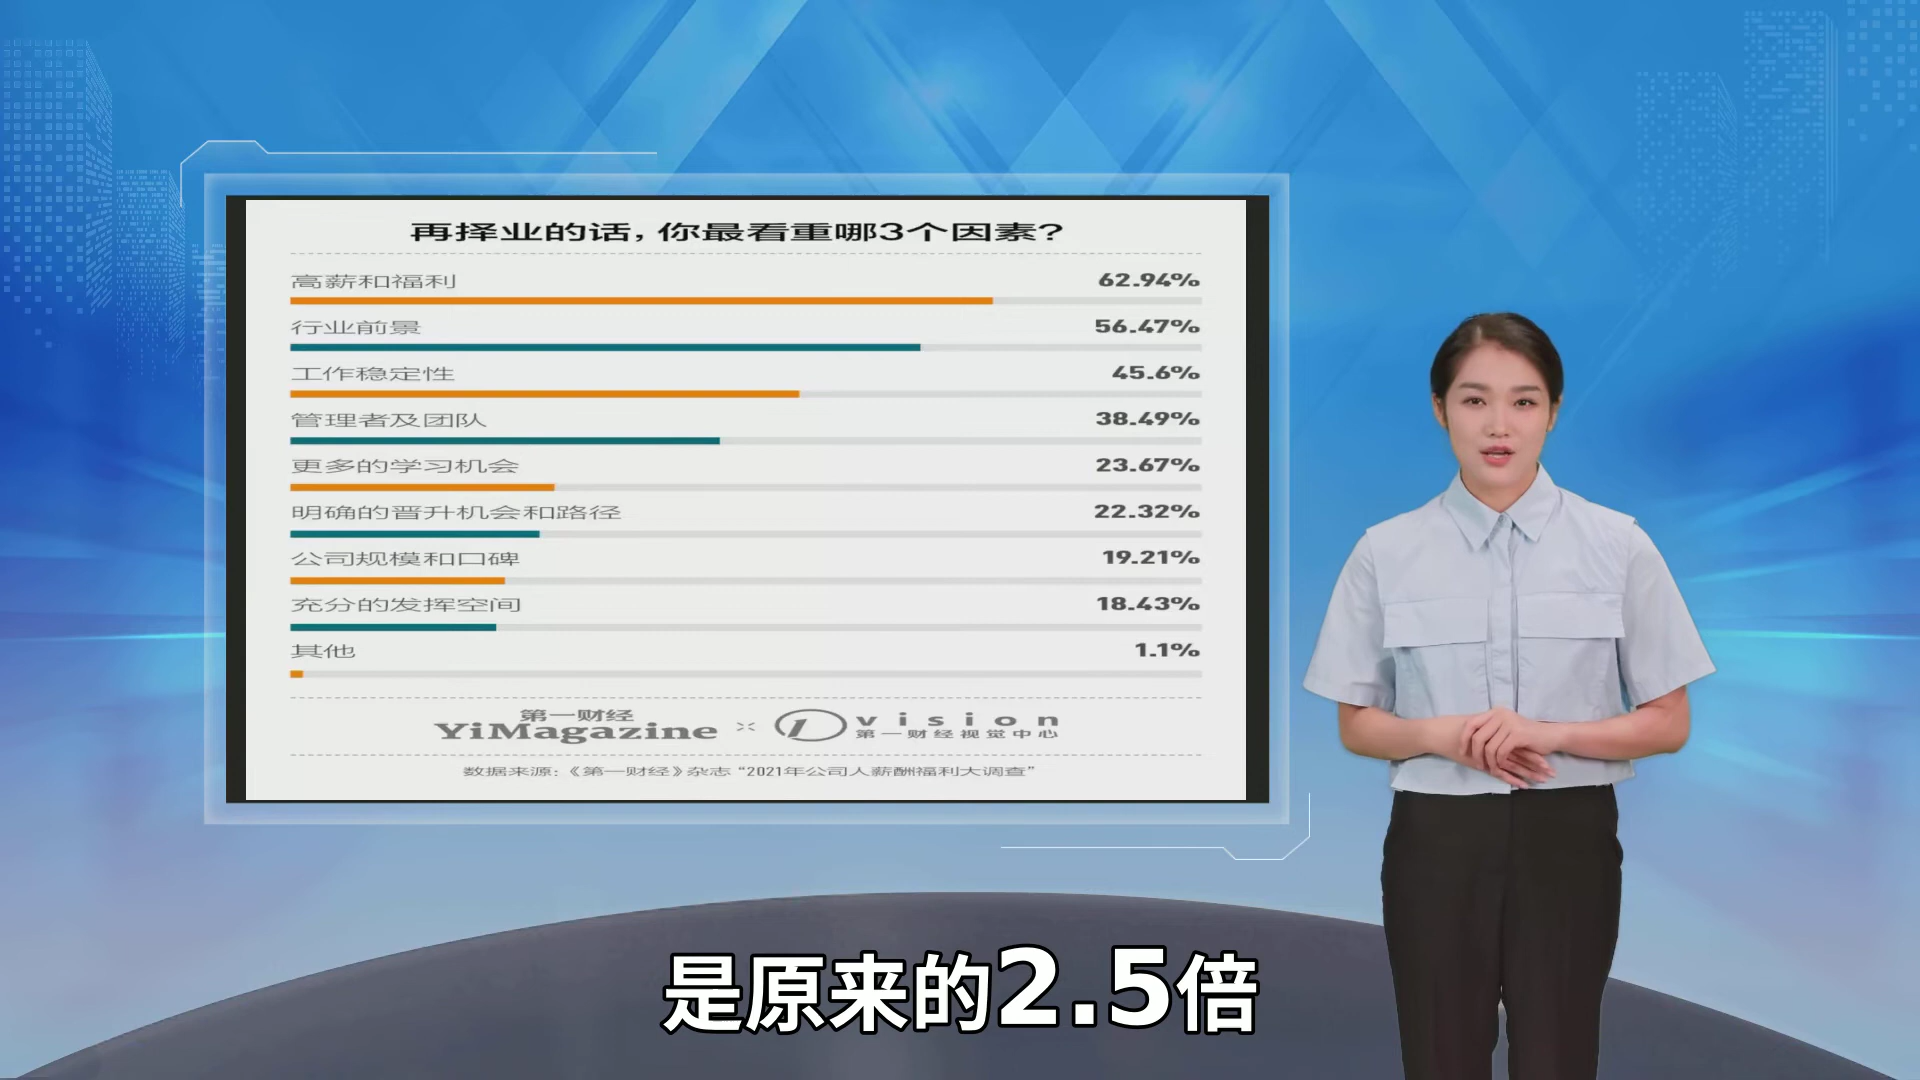 再择业的话，你最看重哪3个因素？
高薪和福利 62.94%
行业前景 56.47%
工作稳定性 45.6%
管理者及团队 38.49%
更多的学习机会 23.67%
明确的晋升机会和路径 22.32%
公司规模和口碑 19.21%
充分的发挥空间 18.43%
其他 1.1%
第一财经
YiMagazine × vision
第一财经视觉中心
数据来源：《第一财经》杂志“2021年公司人薪酬福利大调查”
是原来的2.5倍